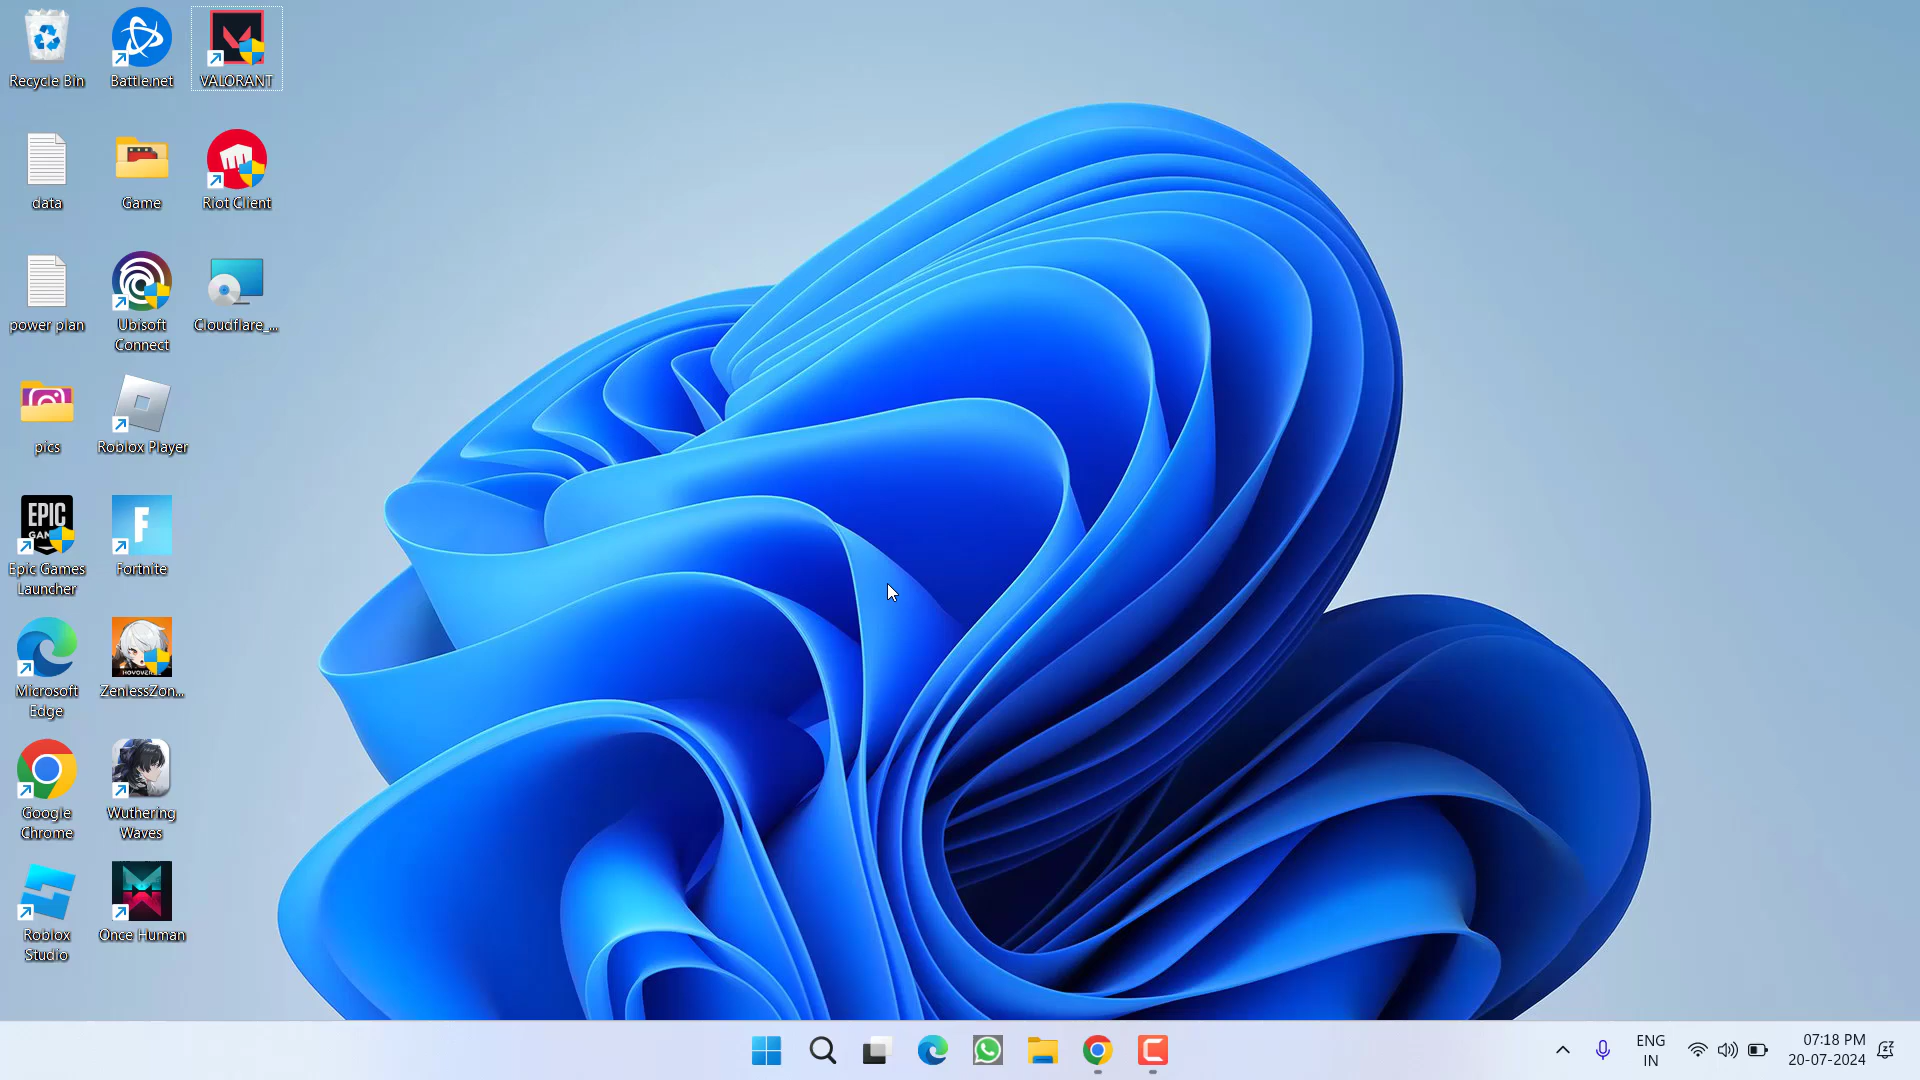 Recycle Bin
Battle.net
VALORANT
data
Game
Riot Client
power plan
Ubisoft
Connect
Cloudflare_...
pics
Roblox Player
EPIC
Epic Games
Launcher
Fortnite
Microsoft
Edge
ZenlessZon...
Google
Chrome
Wuthering
Waves
Roblox
Studio
Once Human
ENG
IN
07:18 PM
20-07-2024